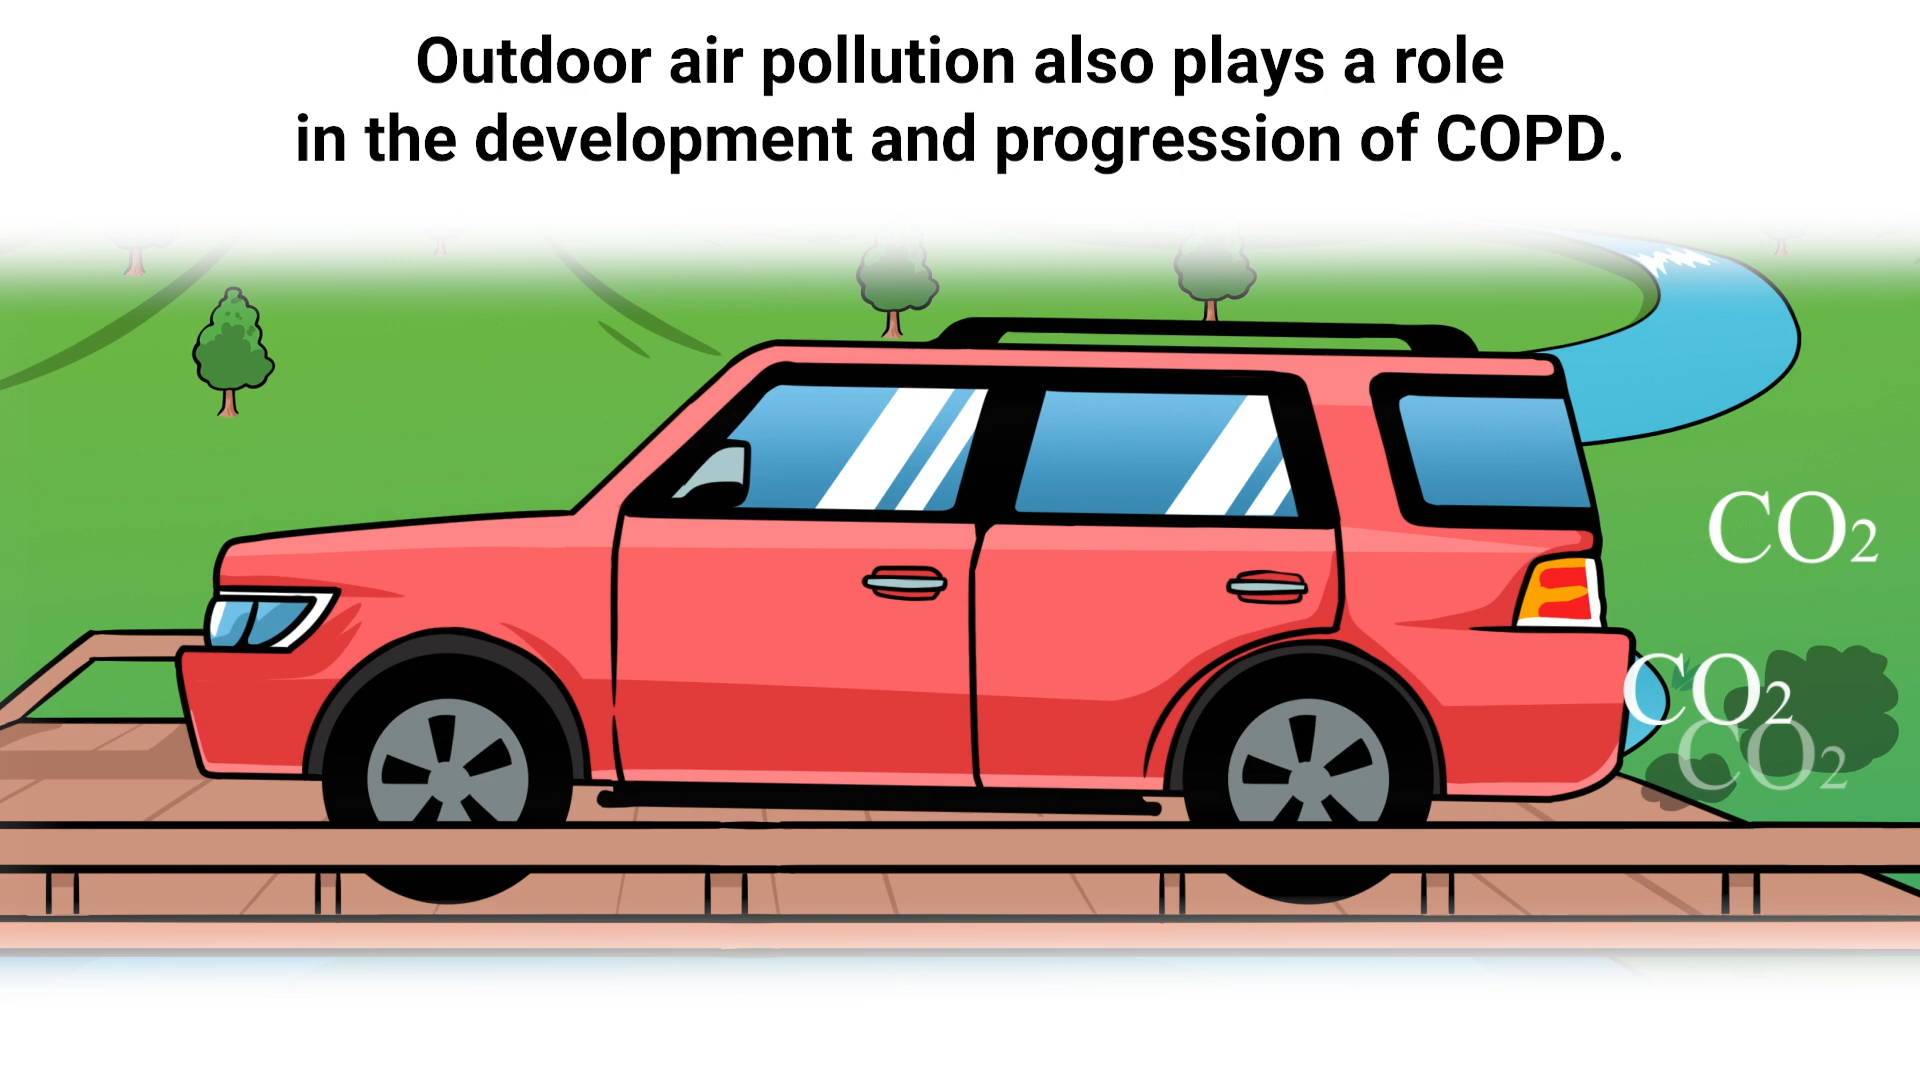 Outdoor air pollution also plays a role
in the development and progression of COPD.
CO₂
CO₂
CO₂